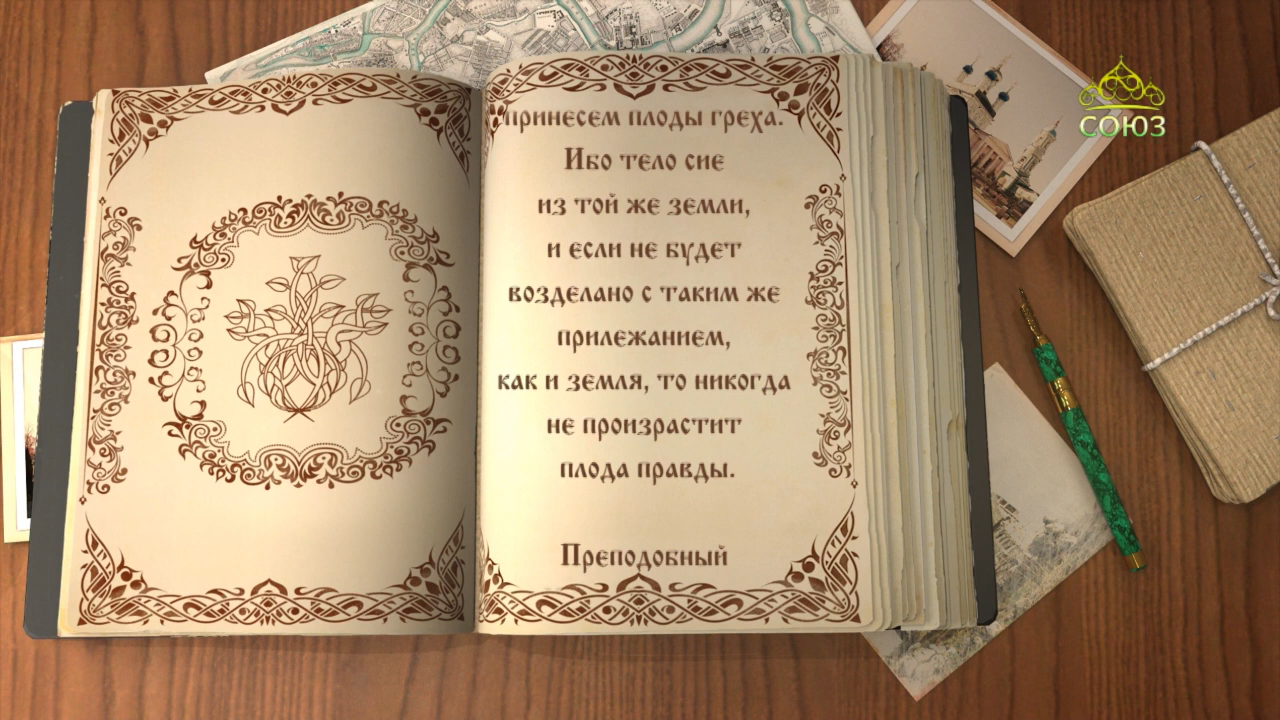 принесем плоды греха.
Ибо тело сие
из той же земли,
и если не будет
возделано с таким же
прилежанием,
как и земля, то никогда
не произрастит
плода правды.
Преподобный
СОЮЗ